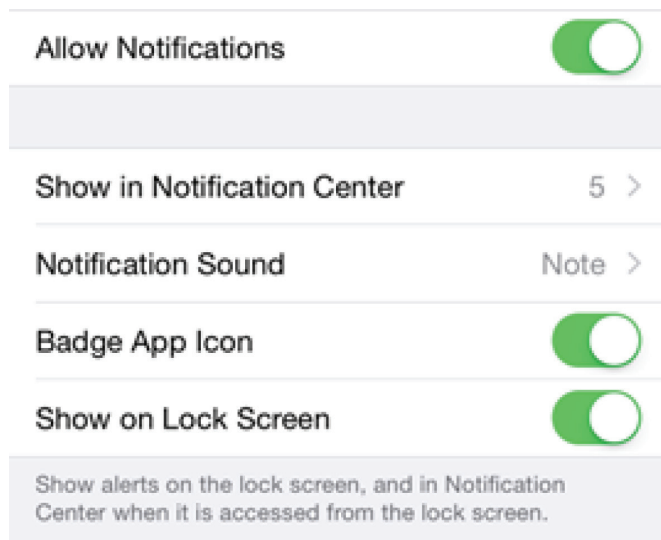 Allow Notifications
Show in Notification Center 5
Notification Sound Note
Badge App Icon
Show on Lock Screen
Show alerts on the lock screen, and in Notification
Center when it is accessed from the lock screen.